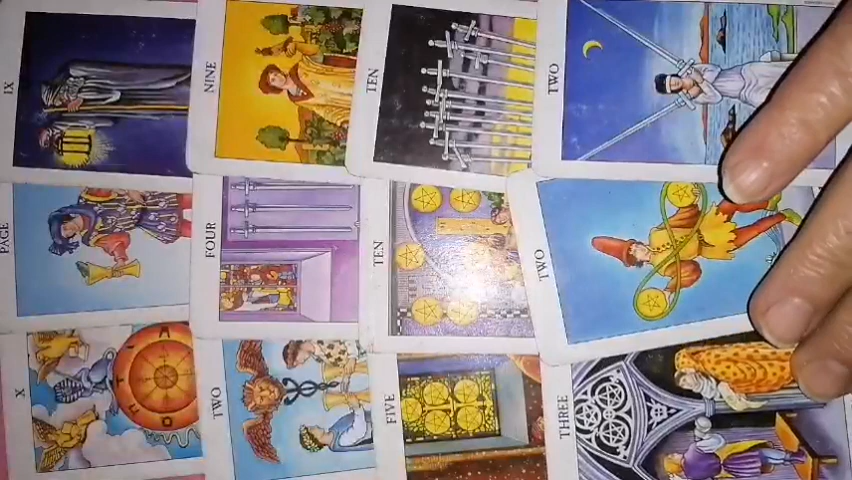 IX
NINE
TEN
TWO
PAGE
FOUR
TEN
TWO
X
TWO
FIVE
THREE